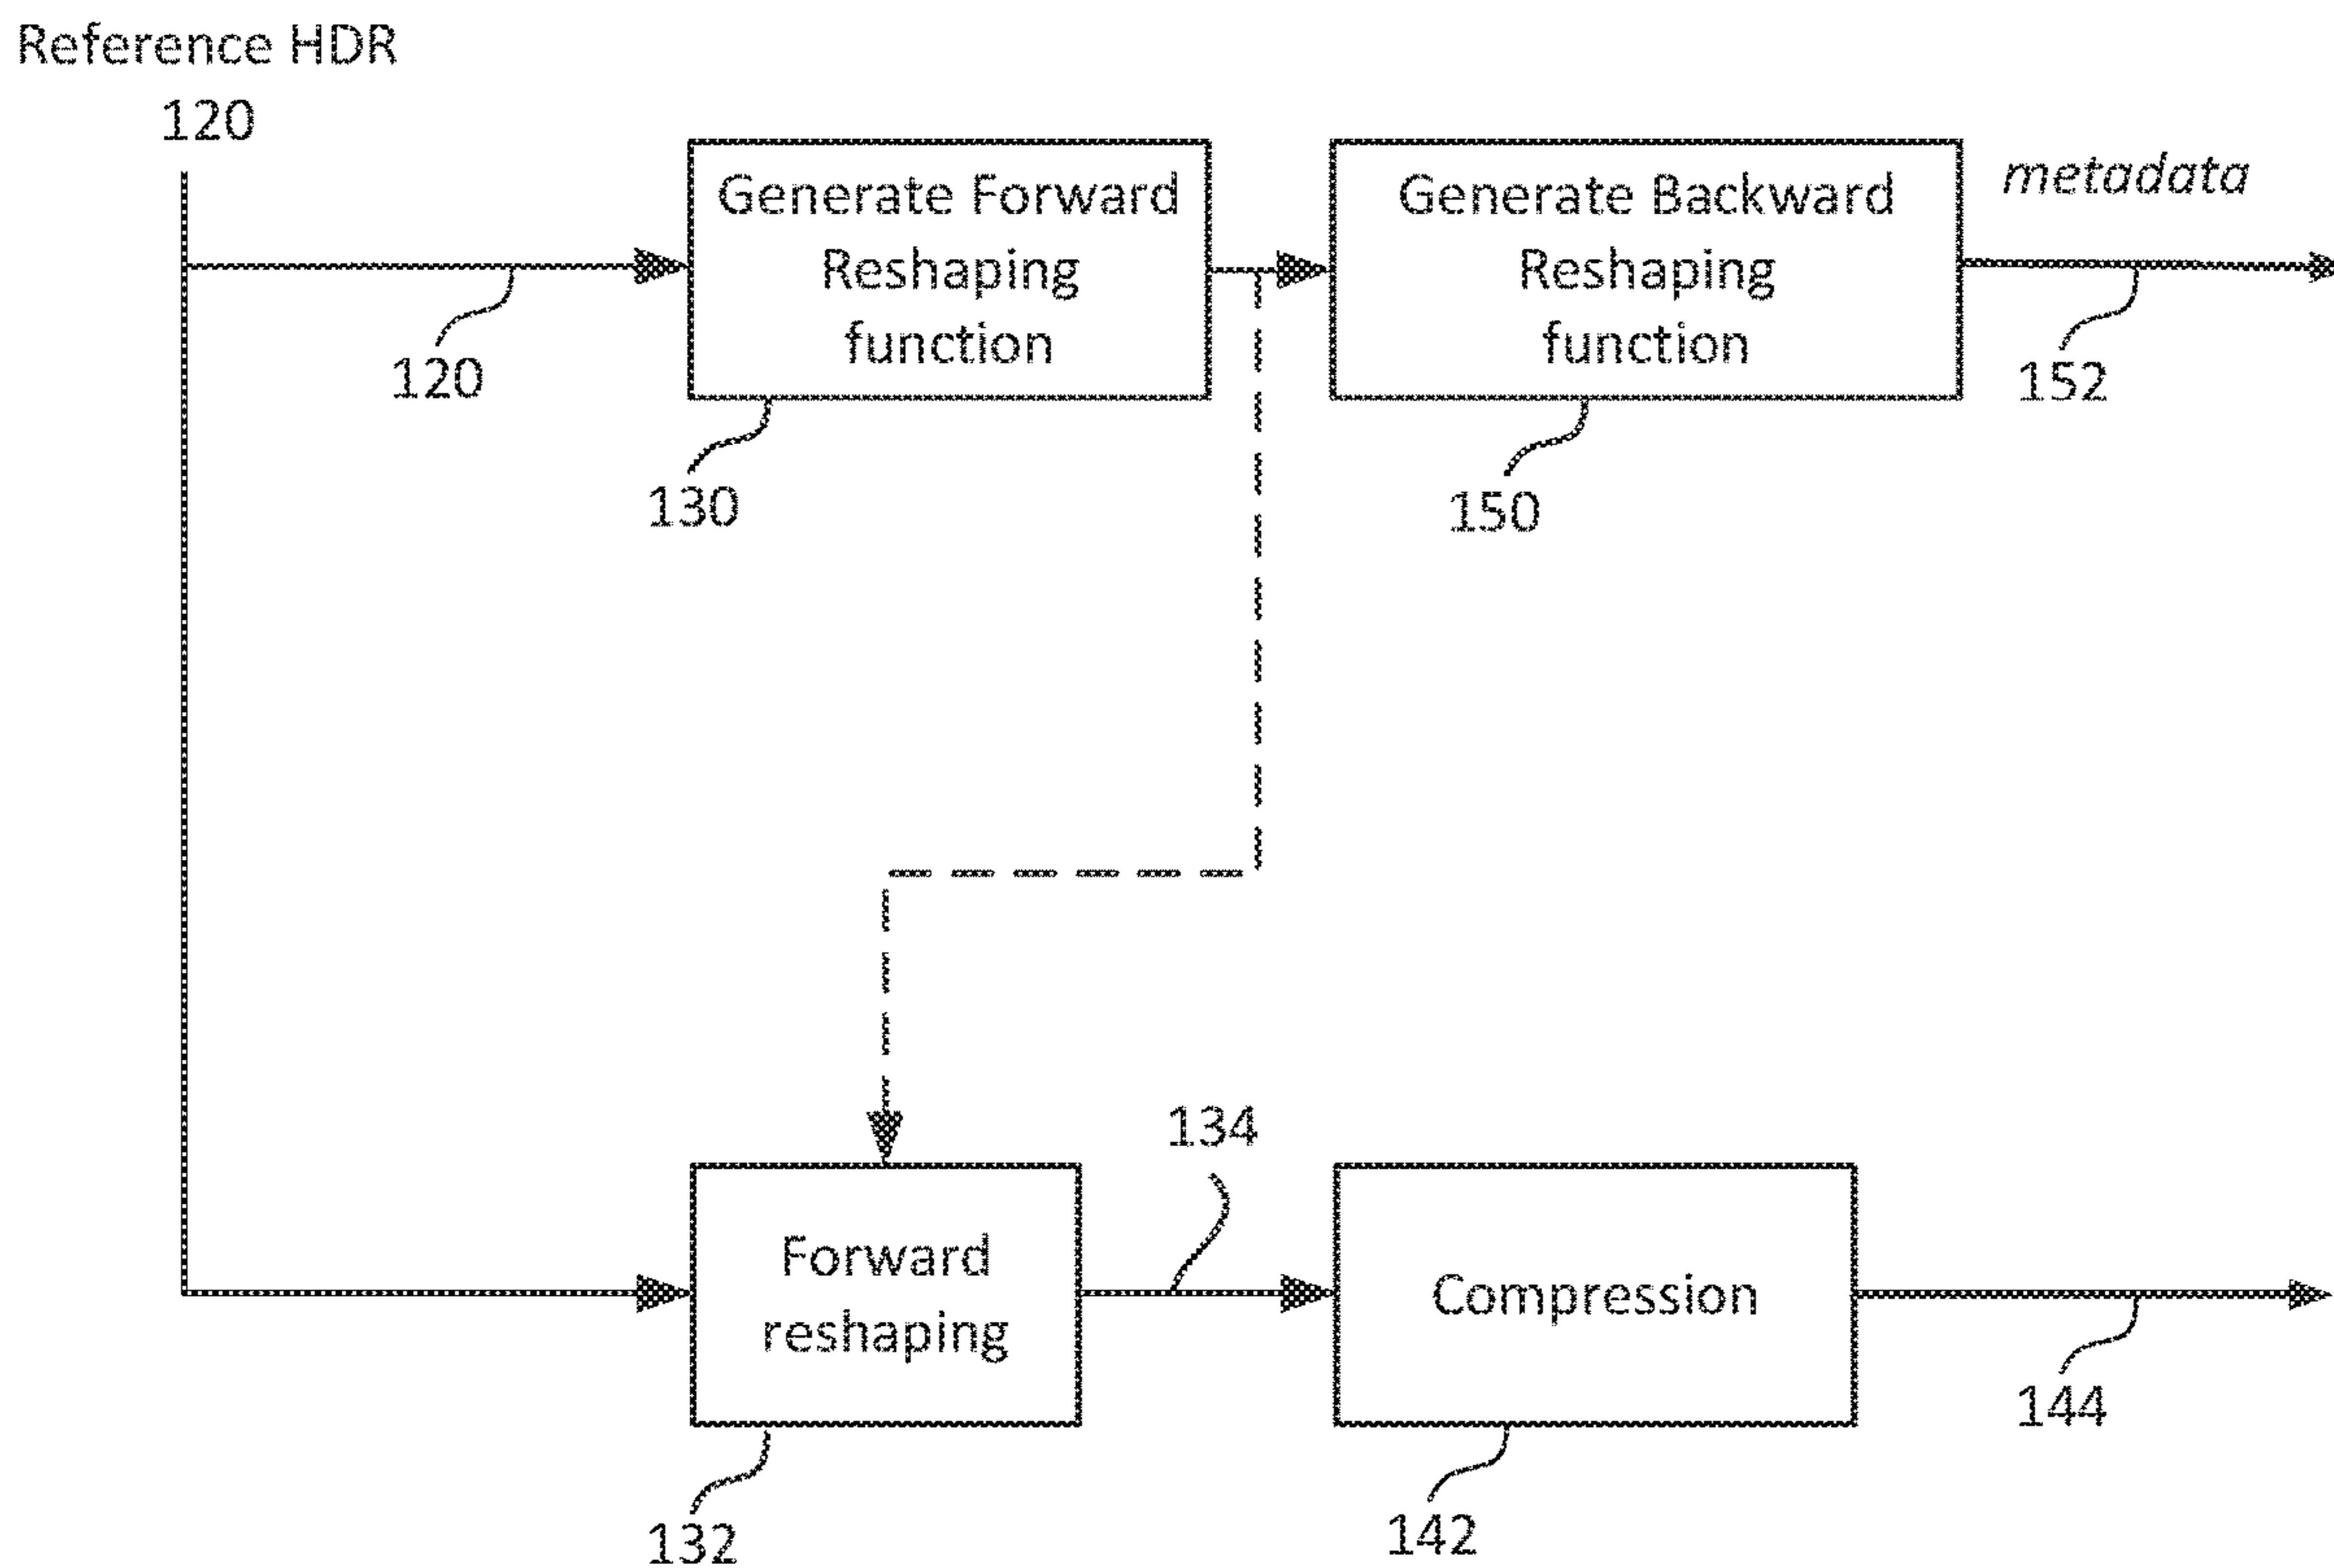 Reference HDR
120
Generate Forward
Reshaping
function
Generate Backward
Reshaping
function
metadata
120
152
130
150
134
Forward
reshaping
Compression
144
132
142